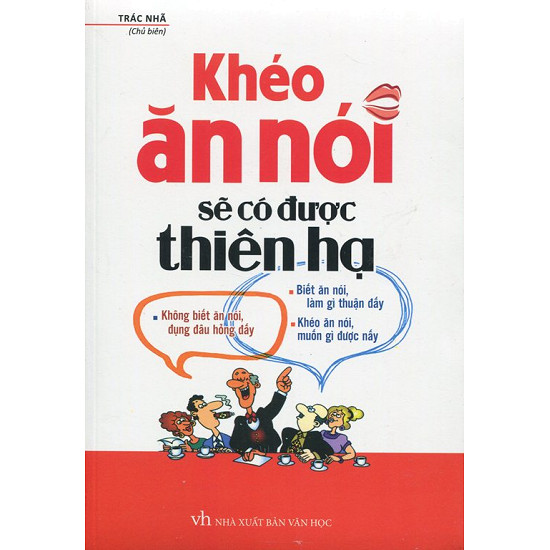 TRÁC NHÃ
(Chủ biên)
Khéo
ăn nói
sẽ có được
thiên hạ
Biết ăn nói,
làm gì thuận đấy
Khéo ăn nói,
muốn gì được nấy
Không biết ăn nói,
đụng đâu hỏng đấy
vh NHÀ XUẤT BẢN VĂN HỌC